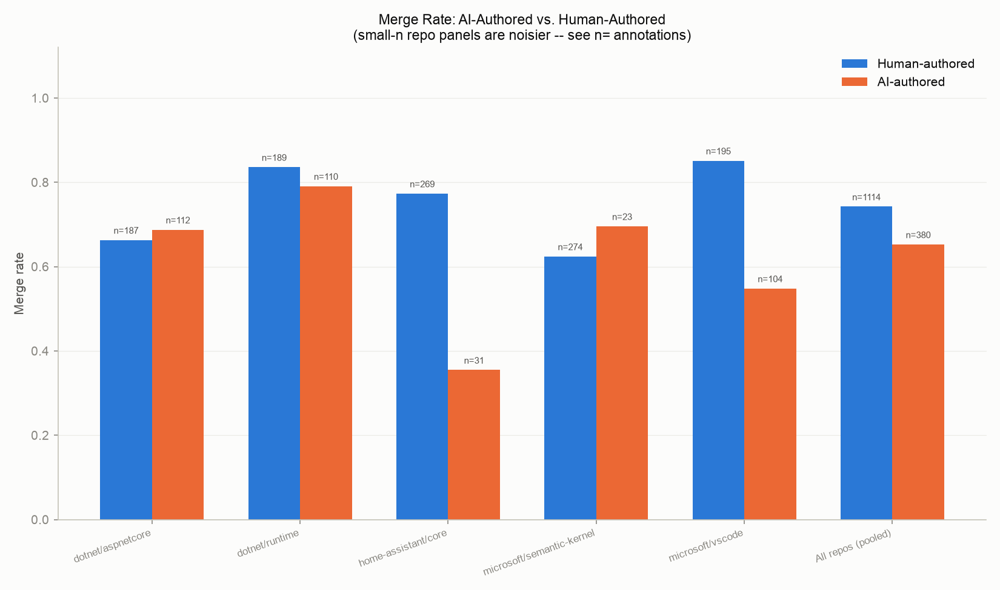 Merge Rate: AI-Authored vs. Human-Authored
(small-n repo panels are noisier -- see n= annotations)
Human-authored
AI-authored
Merge rate
1.0
0.8
0.6
0.4
0.2
0.0
n=187
n=112
n=189
n=110
n=269
n=31
n=274
n=23
n=195
n=104
n=1114
n=380
dotnet/aspnetcore
dotnet/runtime
home-assistant/core
microsoft/semantic-kernel
microsoft/vscode
All repos (pooled)